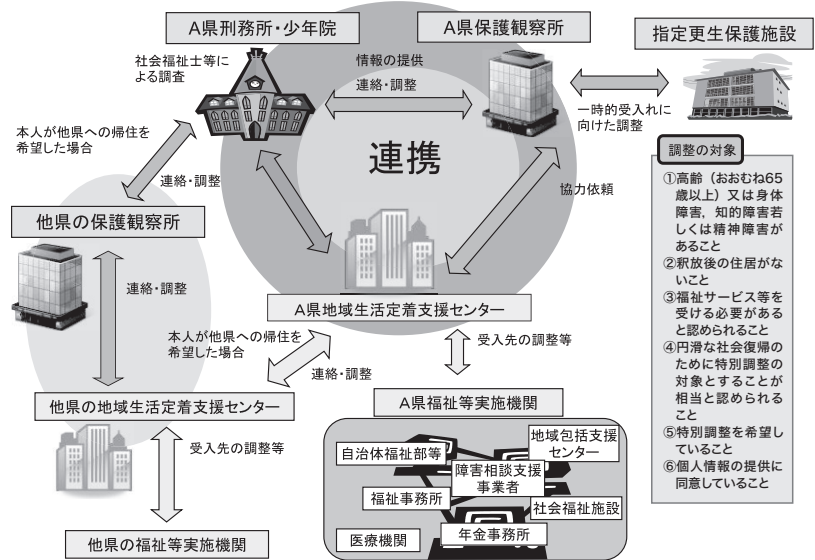 A県刑務所・少年院
A県保護観察所
指定更生保護施設
社会福祉士等に
よる調査
情報の提供
連絡・調整
一時的受入れに
向けた調整
本人が他県への帰住を
希望した場合
連携
調整の対象
連絡・調整
協力依頼
①高齢（おおむね65
歳以上）又は身体
障害，知的障害若
しくは精神障害が
あること
②釈放後の住居がな
いこと
③福祉サービス等を
受ける必要がある
と認められること
④円滑な社会復帰の
ために特別調整の
対象とすることが
相当と認められる
こと
⑤特別調整を希望し
ていること
⑥個人情報の提供に
同意していること
他県の保護観察所
連絡・調整
A県地域生活定着支援センター
本人が他県への帰住を
希望した場合
連絡・調整
受入先の調整等
他県の地域生活定着支援センター
A県福祉等実施機関
受入先の調整等
自治体福祉部等
地域包括支援
センター
障害相談支援
事業者
福祉事務所
社会福祉施設
医療機関
年金事務所
他県の福祉等実施機関